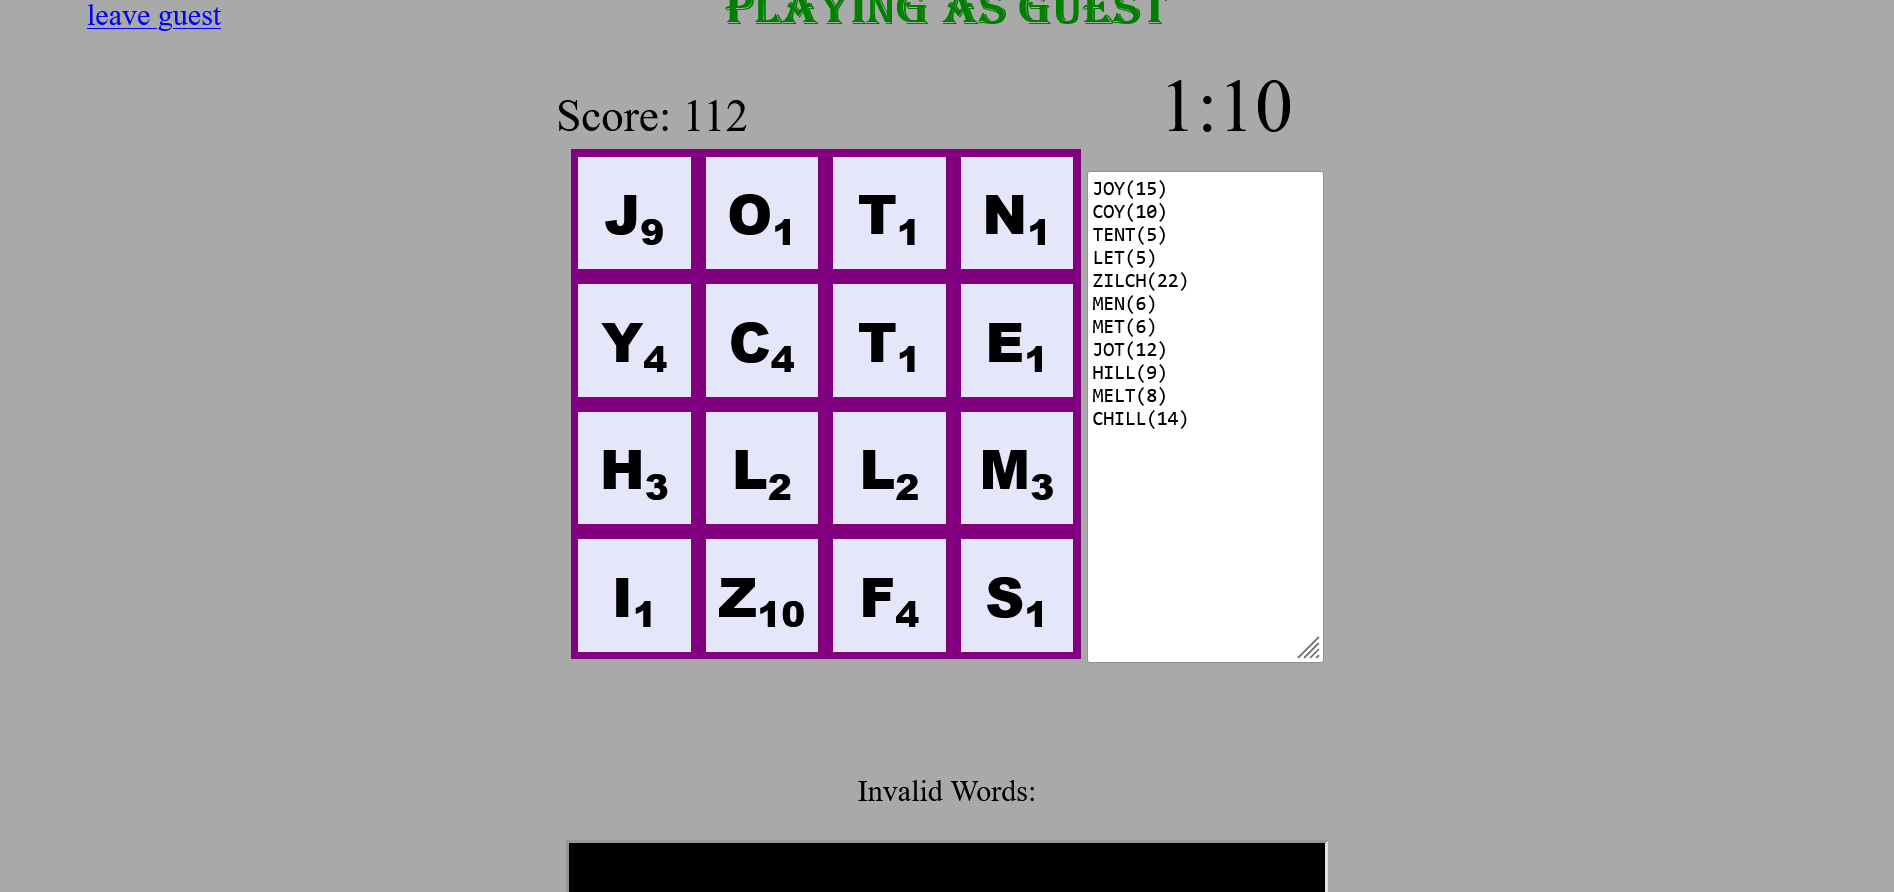 leave guest
PLAYING AS GUEST
Score: 112
1:10
J9 O1 T1 N1
Y4 C4 T1 E1
H3 L2 L2 M3
I1 Z10 F4 S1
JOY(15)
COY(10)
TENT(5)
LET(5)
ZILCH(22)
MEN(6)
MET(6)
JOT(12)
HILL(9)
MELT(8)
CHILL(14)
Invalid Words: